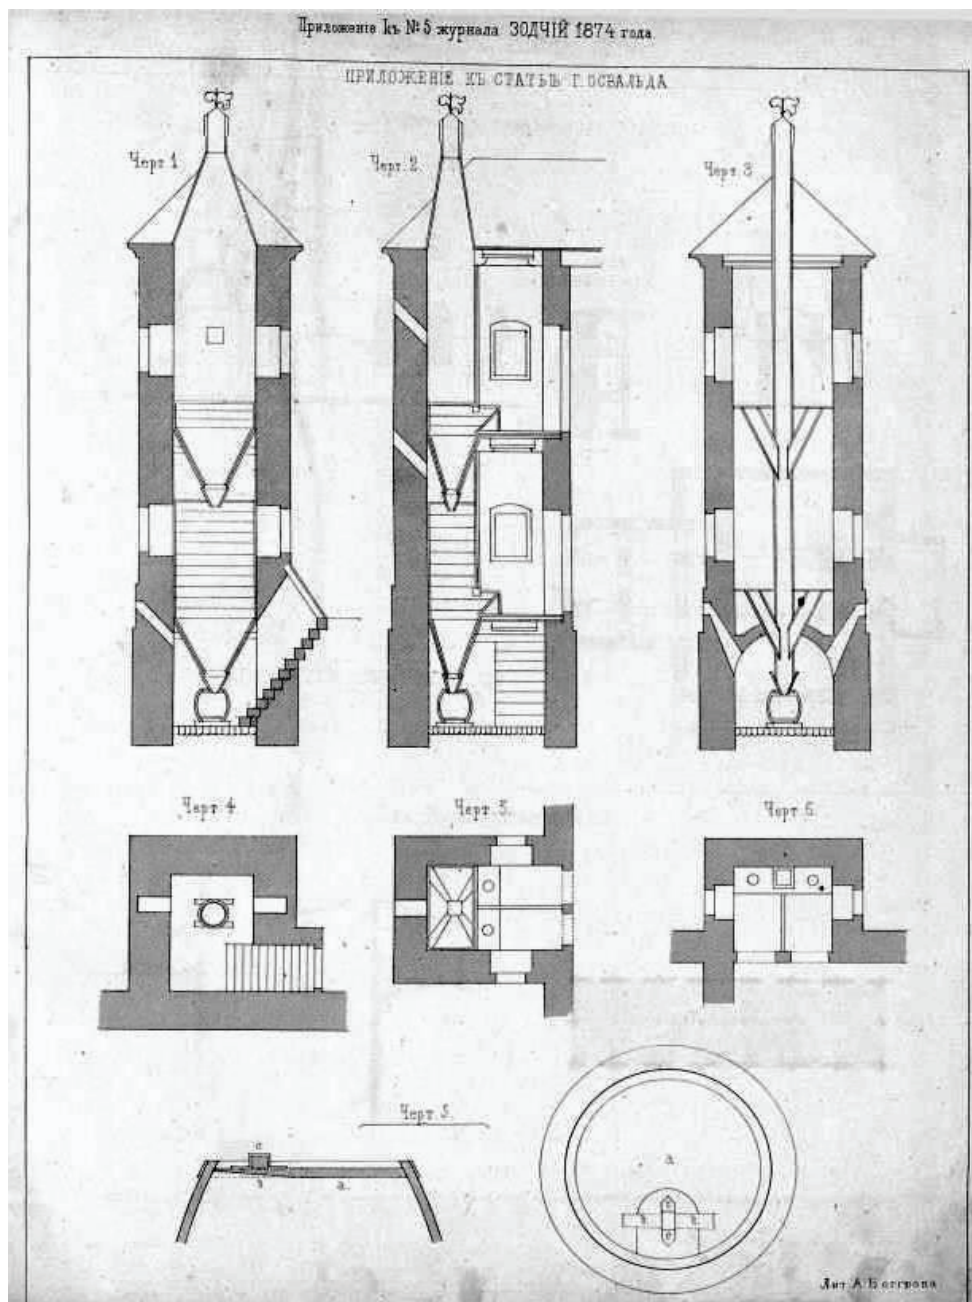 Приложеніе къ № 5 журнала ЗОДЧІЙ 1874 года
ПРИЛОЖЕНІЕ КЪ СТАТЬѢ Г. ОСВАЛЬДА
Черт. 1
Черт. 2.
Черт. 3
Черт. 4
Черт. 5.
Черт. 6.
Черт. 5.
с
а
Лит. А.